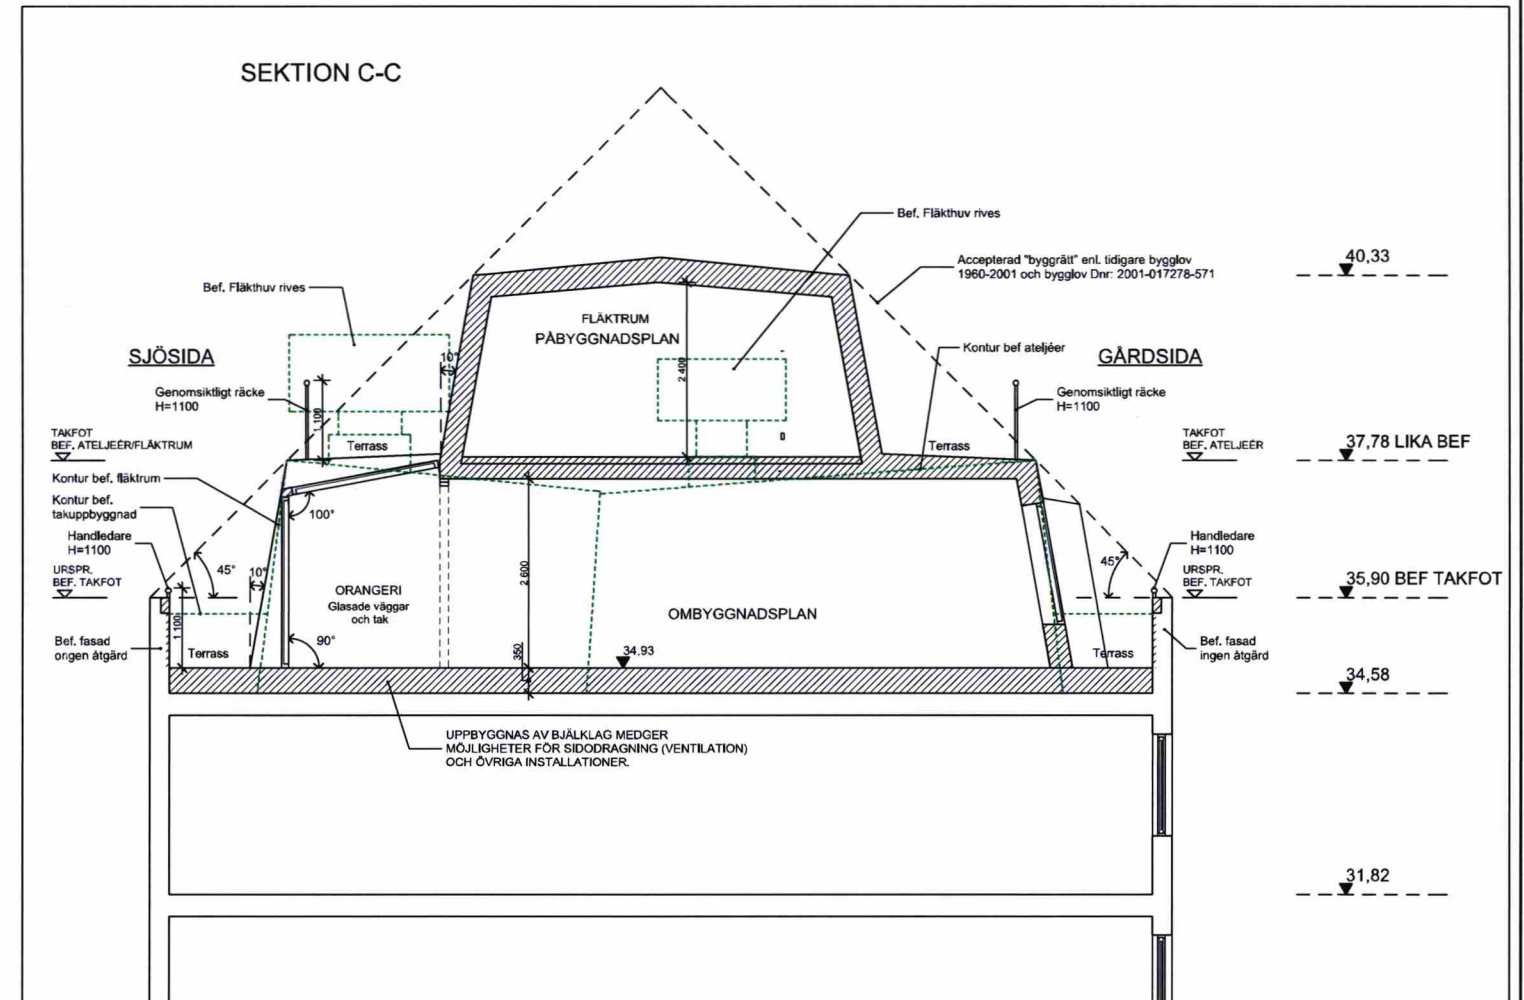 SEKTION C-C
Bef. Fläkthuv rives
Accepterad "byggrätt" enl. tidigare bygglov
1960-2001 och bygglov Dnr: 2001-017278-571
40,33
Bef. Fläkthuv rives
FLÄKTRUM
PÅBYGGNADSPLAN
SJÖSIDA
10°
2 400
Kontur bef ateljéer
GÅRDSIDA
Genomsiktligt räcke
H=1100
1 100
Genomsiktligt räcke
H=1100
TAKFOT
BEF. ATELJEÉR/FLÄKTRUM
Terrass
Terrass
TAKFOT
BEF. ATELJEÉR
37,78 LIKA BEF
Kontur bef. fläktrum
Kontur bef.
takuppbyggnad
100°
Handledare
H=1100
Handledare
H=1100
45°
10°
2 600
45°
URSPR.
BEF. TAKFOT
URSPR.
BEF. TAKFOT
35,90 BEF TAKFOT
ORANGERI
Glasade väggar
och tak
OMBYGGNADSPLAN
1 100
Bef. fasad
ongen åtgärd
Terrass
90°
350
34,93
Terrass
Bef. fasad
ingen åtgärd
34,58
UPPBYGGNAS AV BJÄLKLAG MEDGER
MÖJLIGHETER FÖR SIDODRAGNING (VENTILATION)
OCH ÖVRIGA INSTALLATIONER.
31,82